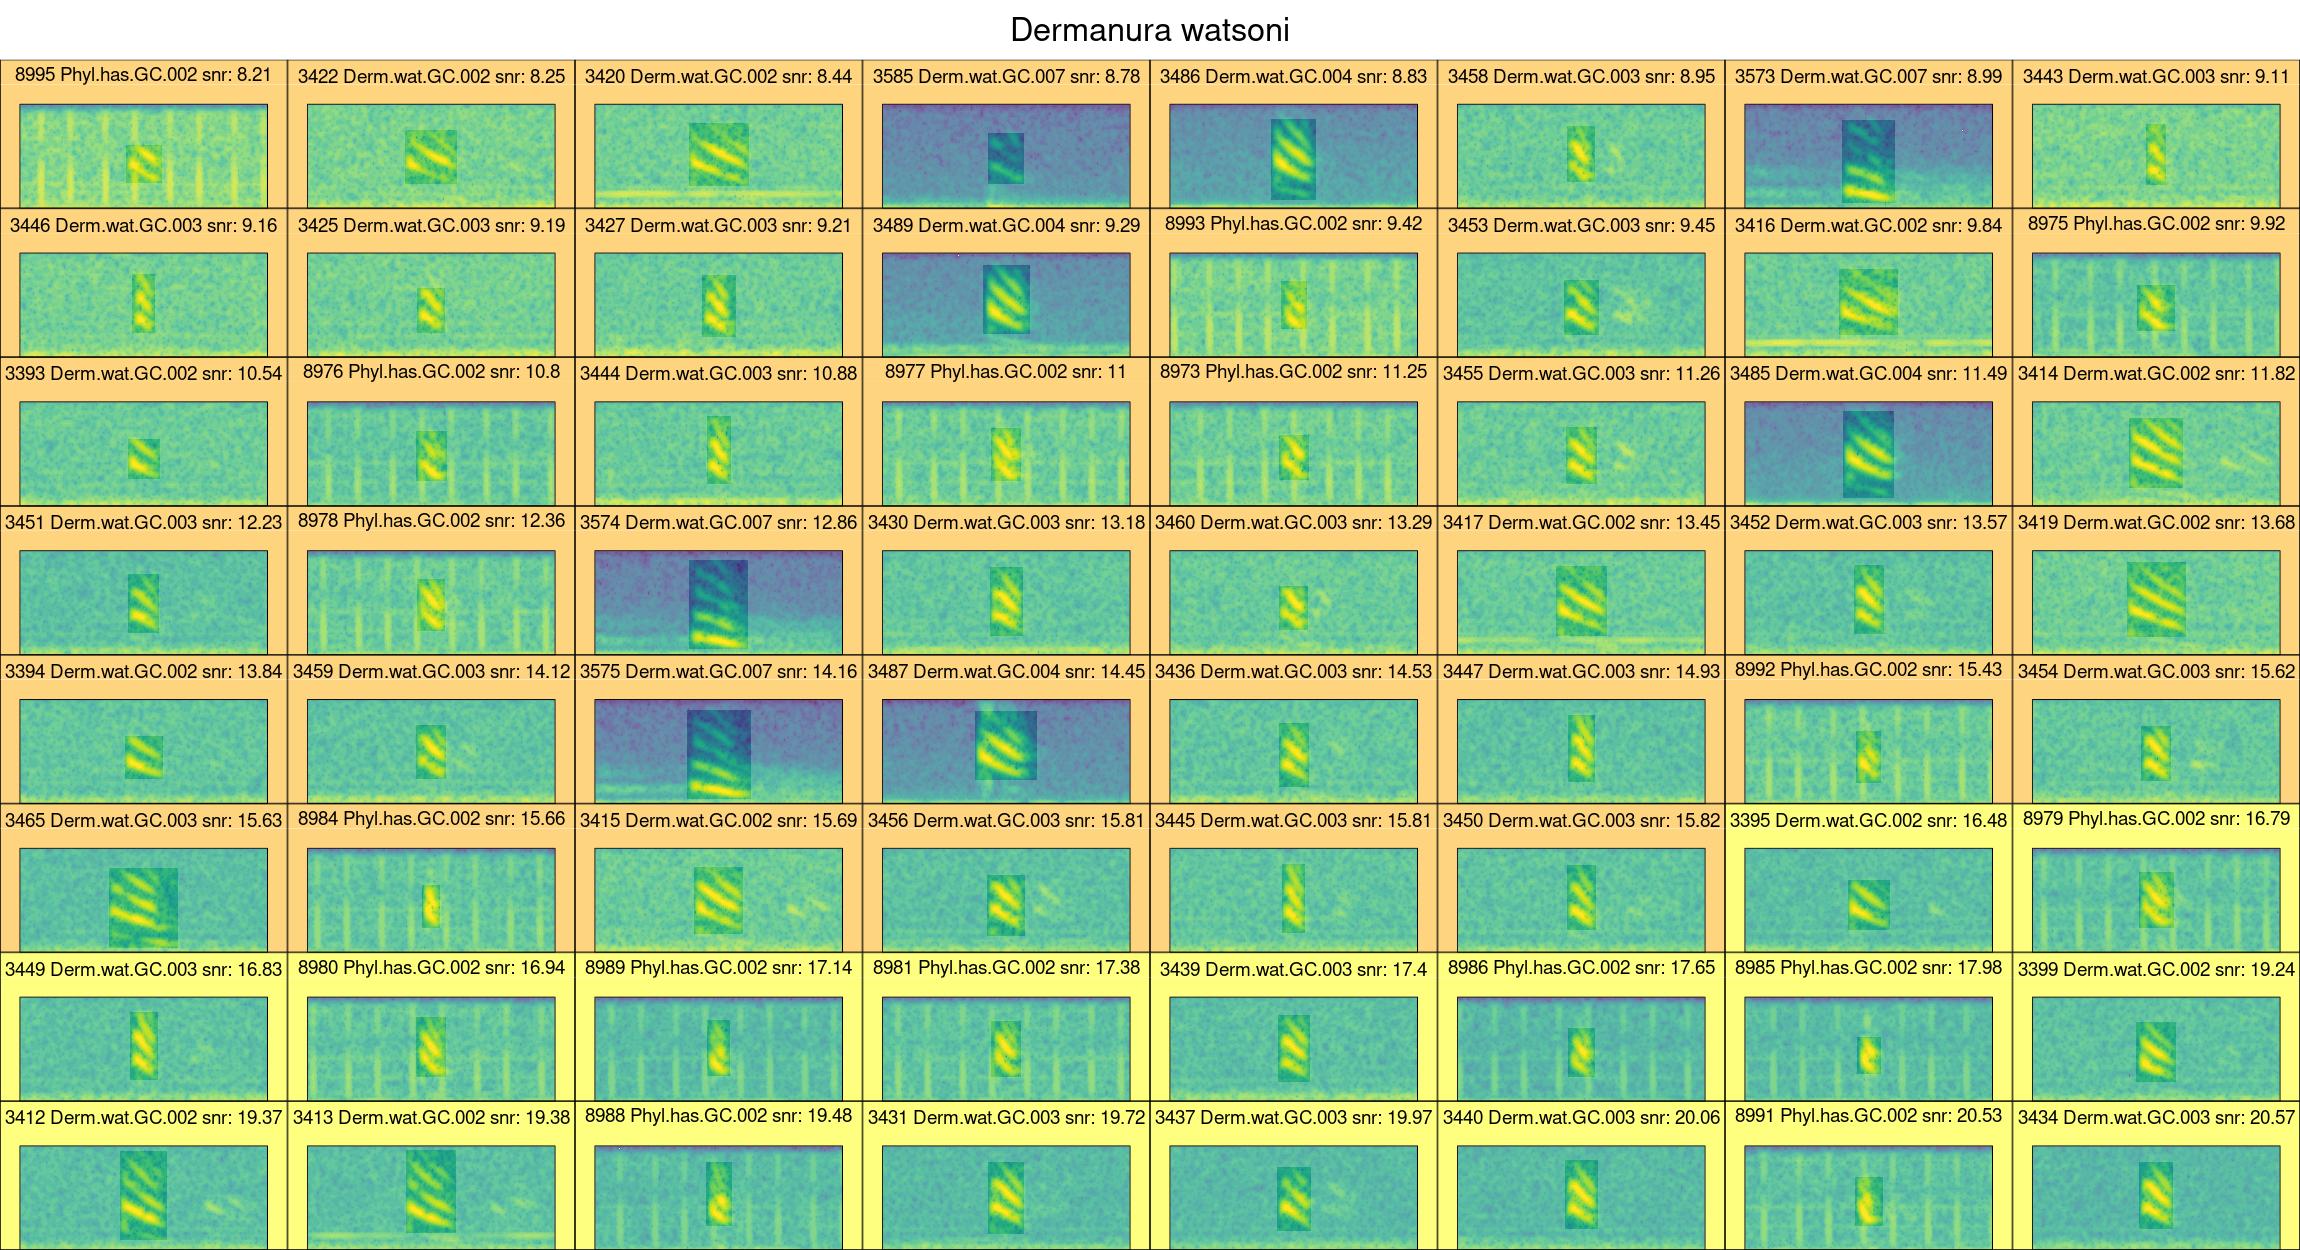 Dermanura watsoni
8995 Phyl.has.GC.002 snr: 8.21
3422 Derm.wat.GC.002 snr: 8.25
3420 Derm.wat.GC.002 snr: 8.44
3585 Derm.wat.GC.007 snr: 8.78
3486 Derm.wat.GC.004 snr: 8.83
3458 Derm.wat.GC.003 snr: 8.95
3573 Derm.wat.GC.007 snr: 8.99
3443 Derm.wat.GC.003 snr: 9.11
3446 Derm.wat.GC.003 snr: 9.16
3425 Derm.wat.GC.003 snr: 9.19
3427 Derm.wat.GC.003 snr: 9.21
3489 Derm.wat.GC.004 snr: 9.29
8993 Phyl.has.GC.002 snr: 9.42
3453 Derm.wat.GC.003 snr: 9.45
3416 Derm.wat.GC.002 snr: 9.84
8975 Phyl.has.GC.002 snr: 9.92
3393 Derm.wat.GC.002 snr: 10.54
8976 Phyl.has.GC.002 snr: 10.8
3444 Derm.wat.GC.003 snr: 10.88
8977 Phyl.has.GC.002 snr: 11
8973 Phyl.has.GC.002 snr: 11.25
3455 Derm.wat.GC.003 snr: 11.26
3485 Derm.wat.GC.004 snr: 11.49
3414 Derm.wat.GC.002 snr: 11.82
3451 Derm.wat.GC.003 snr: 12.23
8978 Phyl.has.GC.002 snr: 12.36
3574 Derm.wat.GC.007 snr: 12.86
3430 Derm.wat.GC.003 snr: 13.18
3460 Derm.wat.GC.003 snr: 13.29
3417 Derm.wat.GC.002 snr: 13.45
3452 Derm.wat.GC.003 snr: 13.57
3419 Derm.wat.GC.002 snr: 13.68
3394 Derm.wat.GC.002 snr: 13.84
3459 Derm.wat.GC.003 snr: 14.12
3575 Derm.wat.GC.007 snr: 14.16
3487 Derm.wat.GC.004 snr: 14.45
3436 Derm.wat.GC.003 snr: 14.53
3447 Derm.wat.GC.003 snr: 14.93
8992 Phyl.has.GC.002 snr: 15.43
3454 Derm.wat.GC.003 snr: 15.62
3465 Derm.wat.GC.003 snr: 15.63
8984 Phyl.has.GC.002 snr: 15.66
3415 Derm.wat.GC.002 snr: 15.69
3456 Derm.wat.GC.003 snr: 15.81
3445 Derm.wat.GC.003 snr: 15.81
3450 Derm.wat.GC.003 snr: 15.82
3395 Derm.wat.GC.002 snr: 16.48
8979 Phyl.has.GC.002 snr: 16.79
3449 Derm.wat.GC.003 snr: 16.83
8980 Phyl.has.GC.002 snr: 16.94
8989 Phyl.has.GC.002 snr: 17.14
8981 Phyl.has.GC.002 snr: 17.38
3439 Derm.wat.GC.003 snr: 17.4
8986 Phyl.has.GC.002 snr: 17.65
8985 Phyl.has.GC.002 snr: 17.98
3399 Derm.wat.GC.002 snr: 19.24
3412 Derm.wat.GC.002 snr: 19.37
3413 Derm.wat.GC.002 snr: 19.38
8988 Phyl.has.GC.002 snr: 19.48
3431 Derm.wat.GC.003 snr: 19.72
3437 Derm.wat.GC.003 snr: 19.97
3440 Derm.wat.GC.003 snr: 20.06
8991 Phyl.has.GC.002 snr: 20.53
3434 Derm.wat.GC.003 snr: 20.57